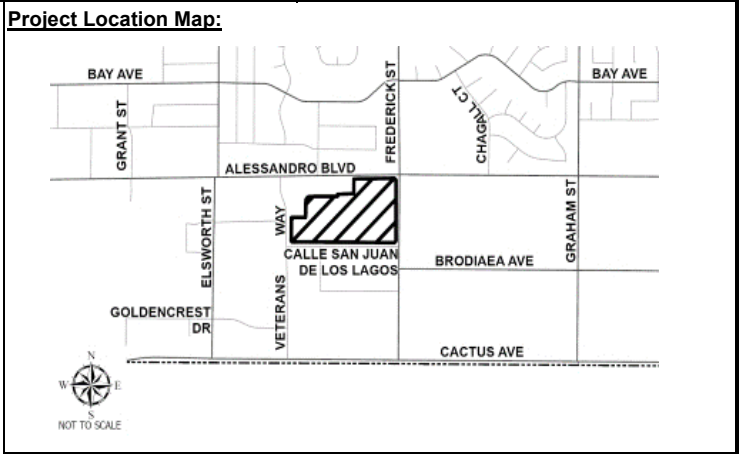 Project Location Map:
BAY AVE
BAY AVE
GRANT ST
FREDERICK ST
CHAGALL CT
ALESSANDRO BLVD
ELSWORTH ST
VETERANS WAY
GRAHAM ST
CALLE SAN JUAN
DE LOS LAGOS
BRODIAEA AVE
GOLDENCREST
DR
CACTUS AVE
N
W
E
S
NOT TO SCALE